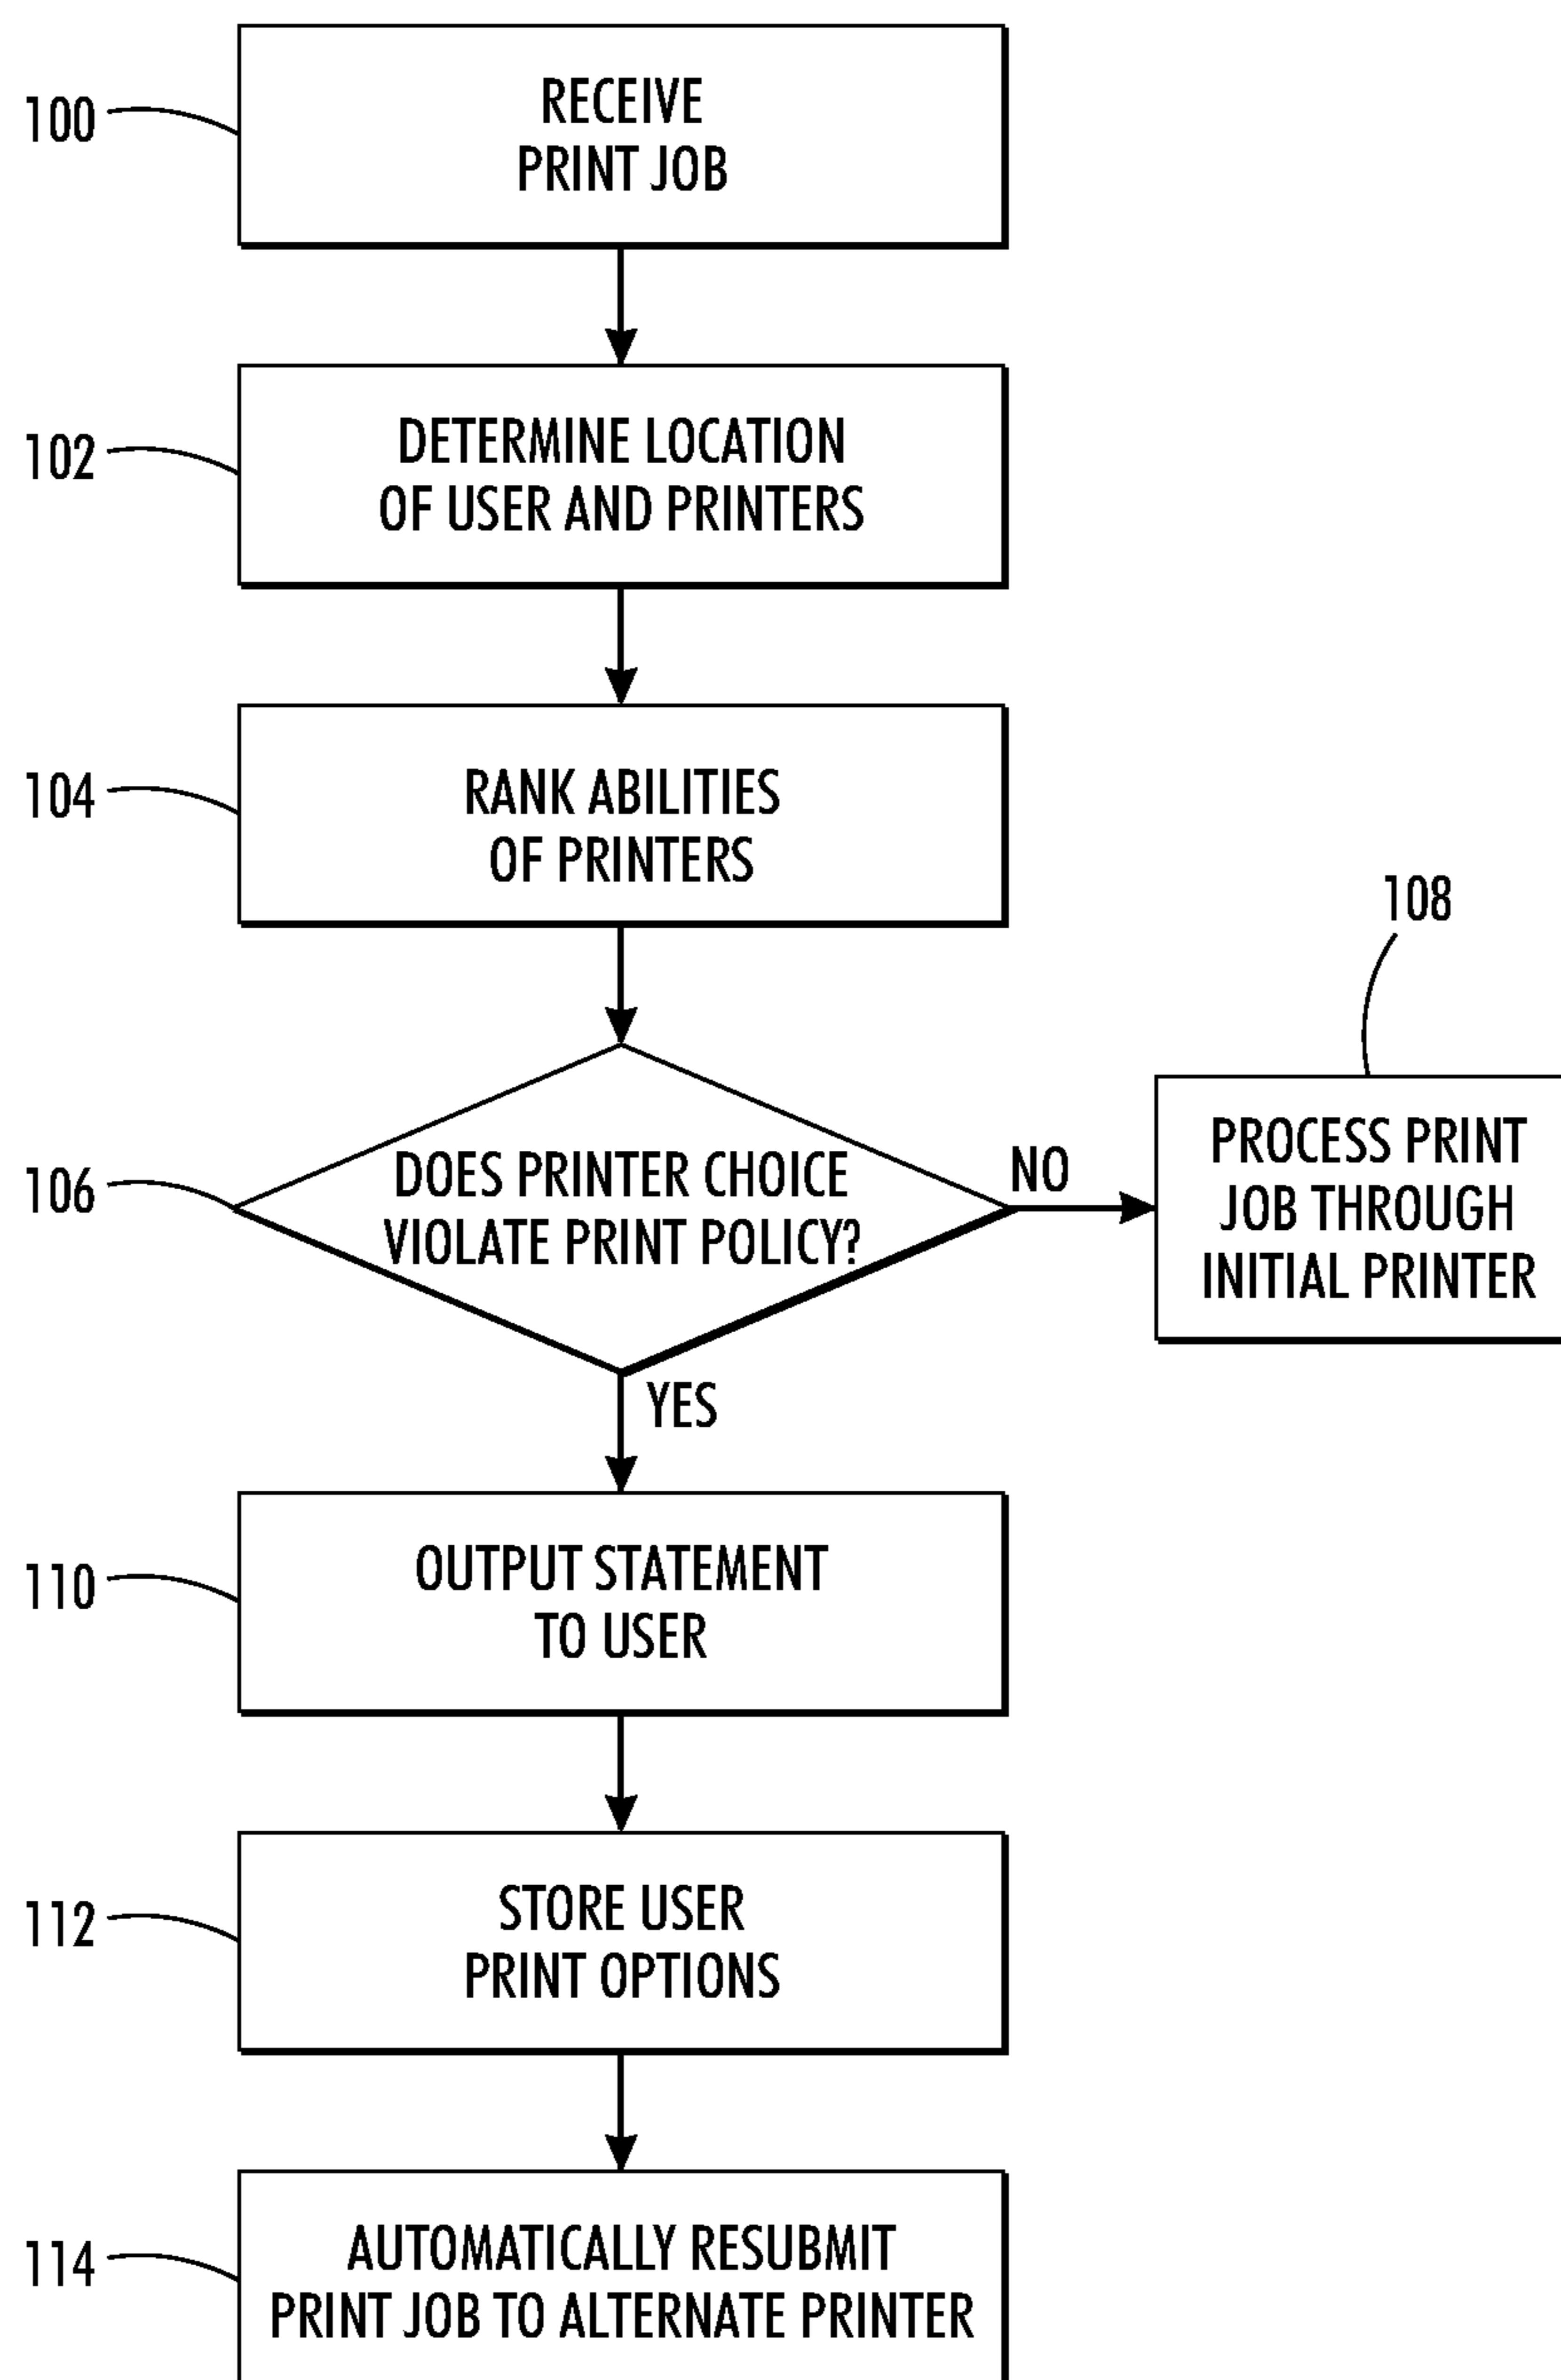 100
RECEIVE
PRINT JOB
102
DETERMINE LOCATION
OF USER AND PRINTERS
104
RANK ABILITIES
OF PRINTERS
106
DOES PRINTER CHOICE
VIOLATE PRINT POLICY?
NO
108
PROCESS PRINT
JOB THROUGH
INITIAL PRINTER
YES
110
OUTPUT STATEMENT
TO USER
112
STORE USER
PRINT OPTIONS
114
AUTOMATICALLY RESUBMIT
PRINT JOB TO ALTERNATE PRINTER